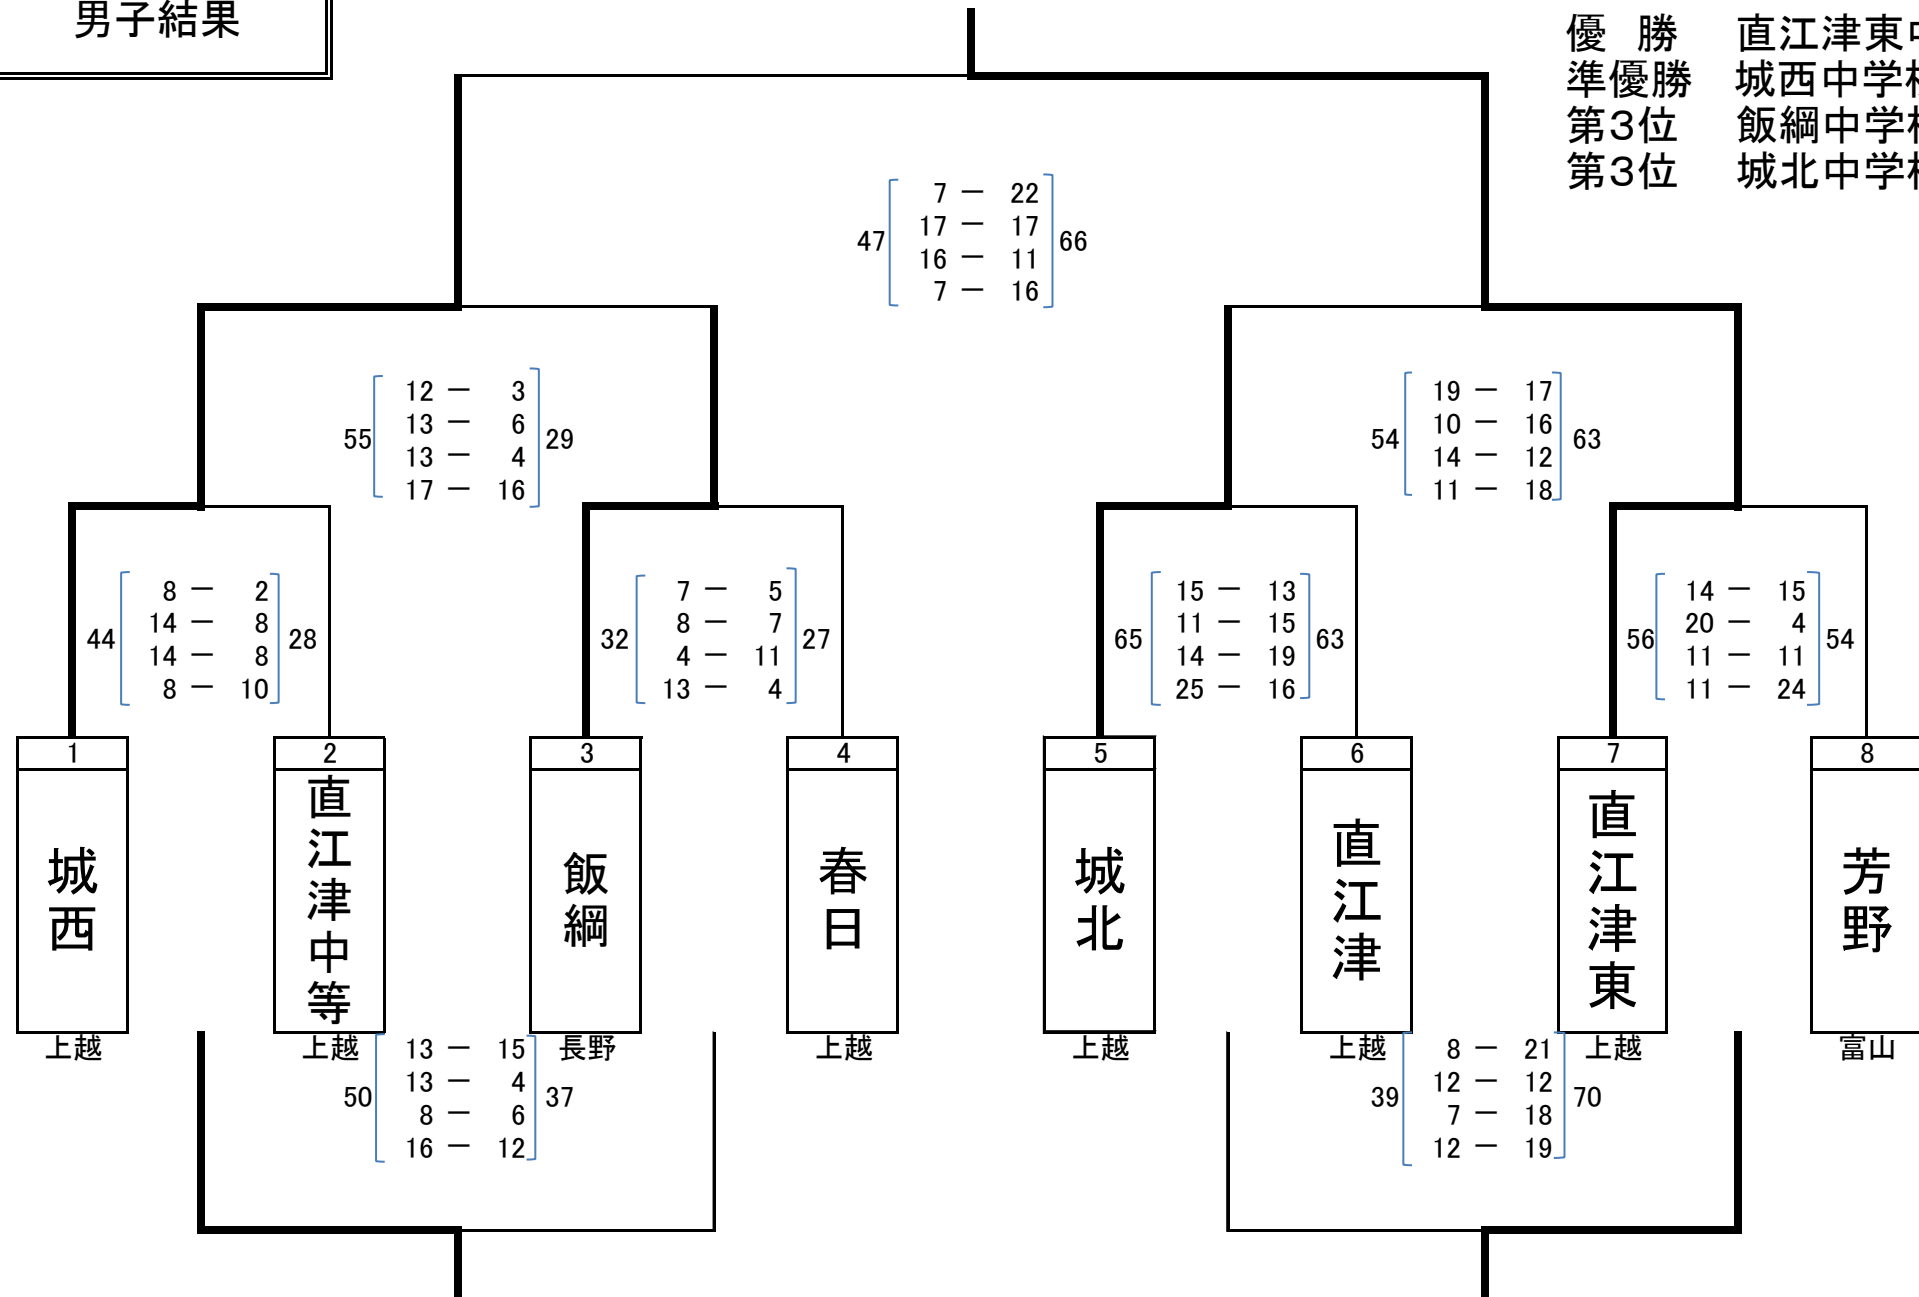 男子結果
優　勝　直江津東中
準優勝　城西中学校
第3位　飯綱中学校
第3位　城北中学校
7 ー 22
17 ー 17
47 66
16 ー 11
7 ー 16
12 ー 3
13 ー 6
55 29
13 ー 4
17 ー 16
19 ー 17
10 ー 16
54 63
14 ー 12
11 ー 18
8 ー 2
14 ー 8
44 28
14 ー 8
8 ー 10
7 ー 5
8 ー 7
32 27
4 ー 11
13 ー 4
15 ー 13
11 ー 15
65 63
14 ー 19
25 ー 16
14 ー 15
20 ー 4
56 54
11 ー 11
11 ー 24
1
城西
上越
2
直江津中等
上越
3
飯綱
長野
4
春日
上越
5
城北
上越
6
直江津
上越
7
直江津東
上越
8
芳野
富山
13 ー 15
13 ー 4
50 37
8 ー 6
16 ー 12
8 ー 21
12 ー 12
39 70
7 ー 18
12 ー 19